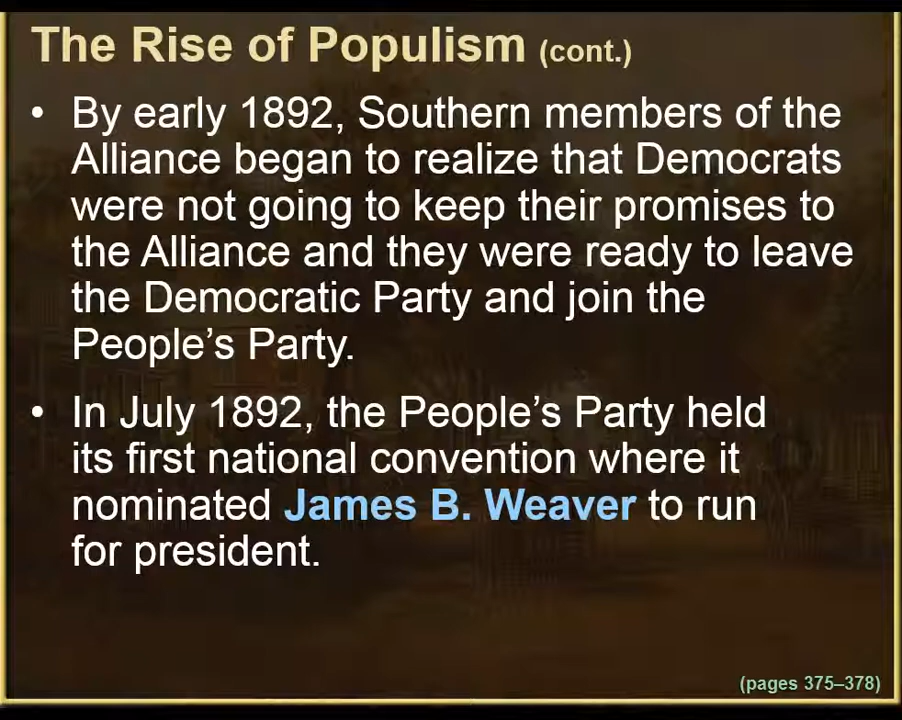 The Rise of Populism (cont.)
• By early 1892, Southern members of the
Alliance began to realize that Democrats
were not going to keep their promises to
the Alliance and they were ready to leave
the Democratic Party and join the
People’s Party.
• In July 1892, the People’s Party held
its first national convention where it
nominated James B. Weaver to run
for president.
(pages 375–378)